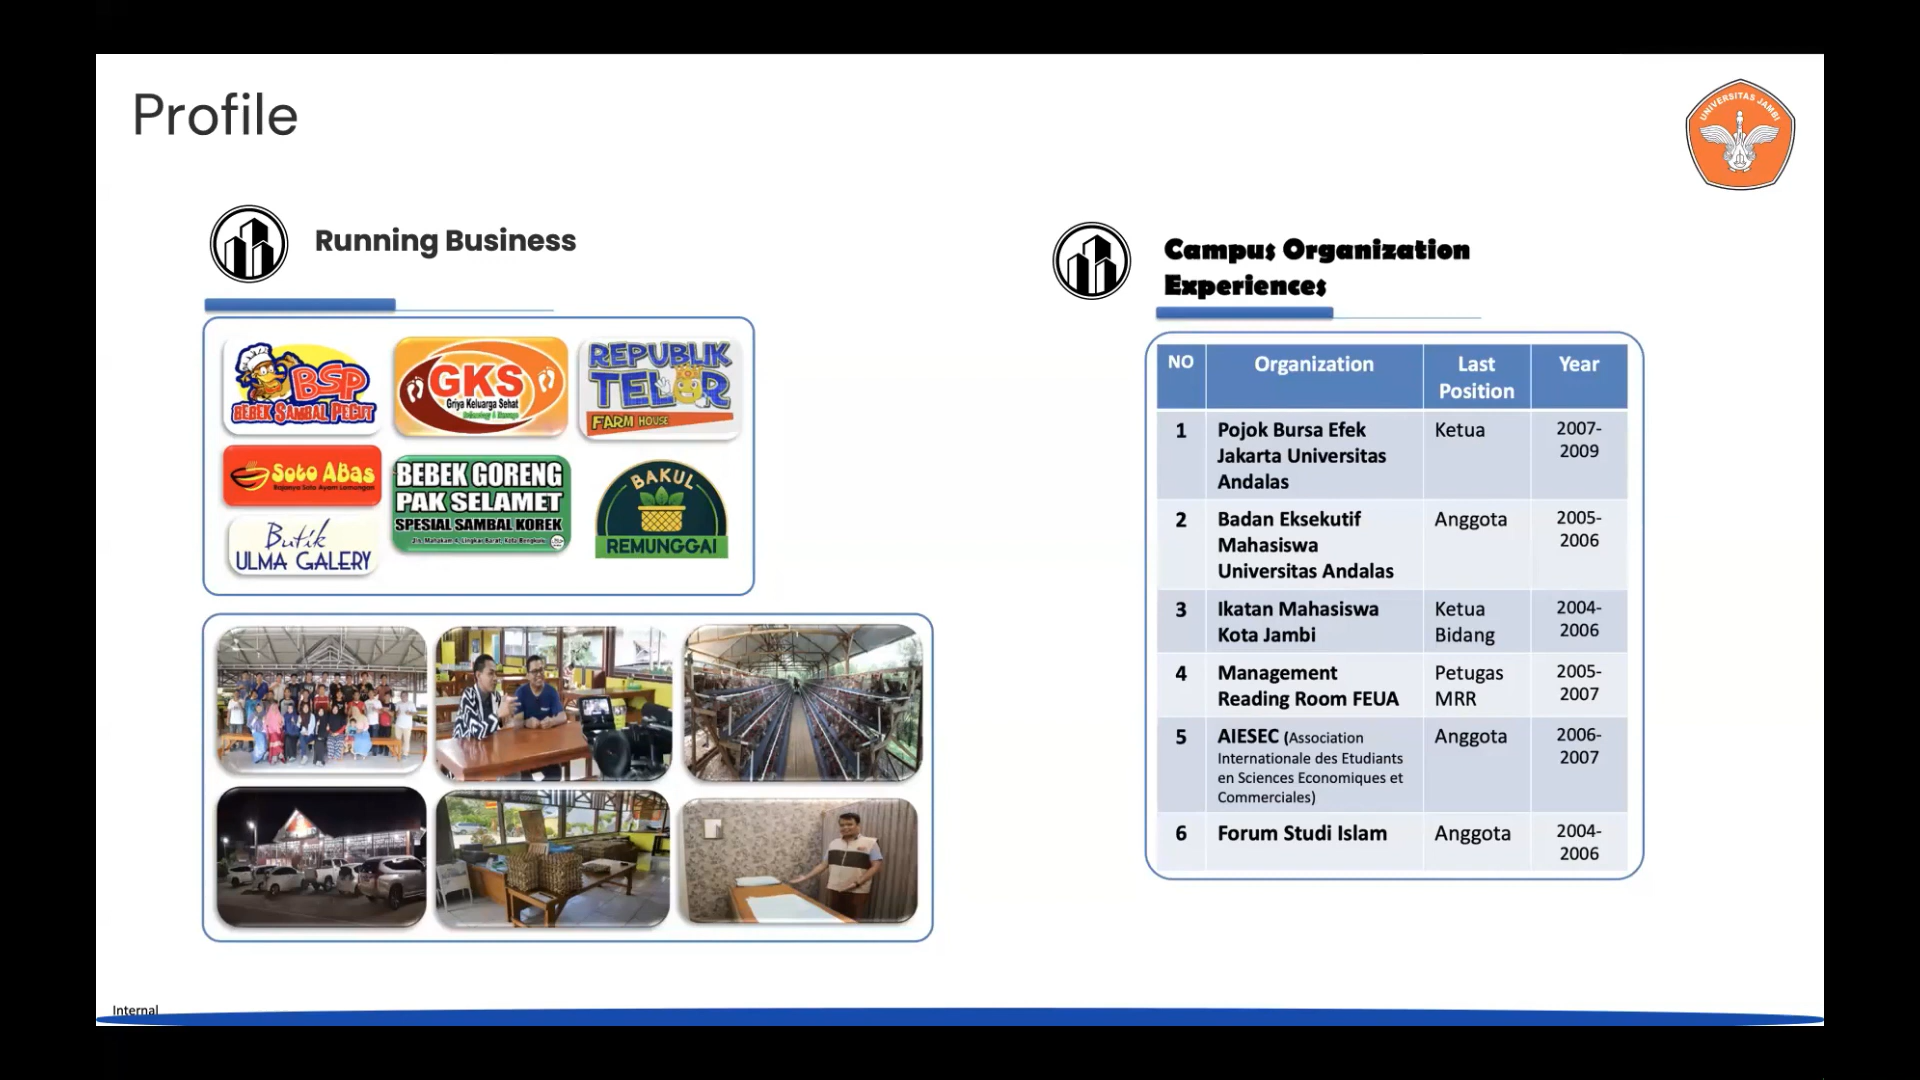 Profile
UNIVERSITAS JAMBI
Running Business
BSP
BEBEK SAMBAL PECUT
GKS
Griya Keluarga Sehat
REPUBLIK
TELOR
FARM HOUSE
SOTO ABAS
BEBEK GORENG
PAK SELAMET
SPESIAL SAMBAL KOREK
BAKUL
REMUNGGAI
Butik
ULMA GALERY
Campus Organization
Experiences
NO Organization Last Position Year
1 Pojok Bursa Efek Jakarta Universitas Andalas Ketua 2007-2009
2 Badan Eksekutif Mahasiswa Universitas Andalas Anggota 2005-2006
3 Ikatan Mahasiswa Kota Jambi Ketua Bidang 2004-2006
4 Management Reading Room FEUA Petugas MRR 2005-2007
5 AIESEC (Association Internationale des Etudiants en Sciences Economiques et Commerciales) Anggota 2006-2007
6 Forum Studi Islam Anggota 2004-2006
Internal